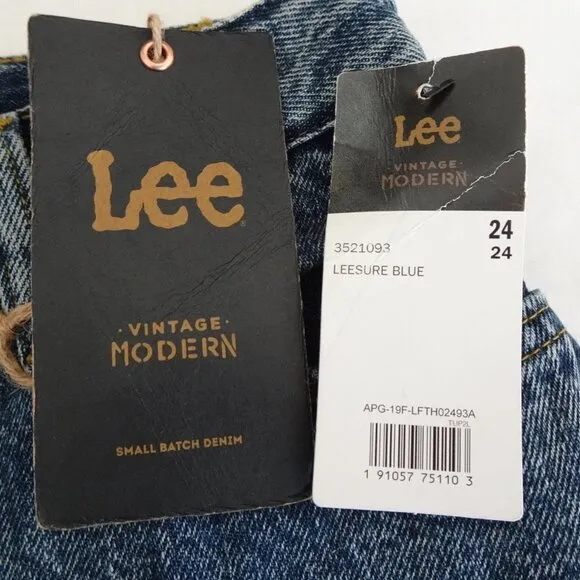 Lee
· VINTAGE ·
MODERN
SMALL BATCH DENIM
Lee
· VINTAGE ·
MODERN
24
3521093
24
LEESURE BLUE
APG-19F-LFTH02493A
TUP2L
1 91057 75110 3